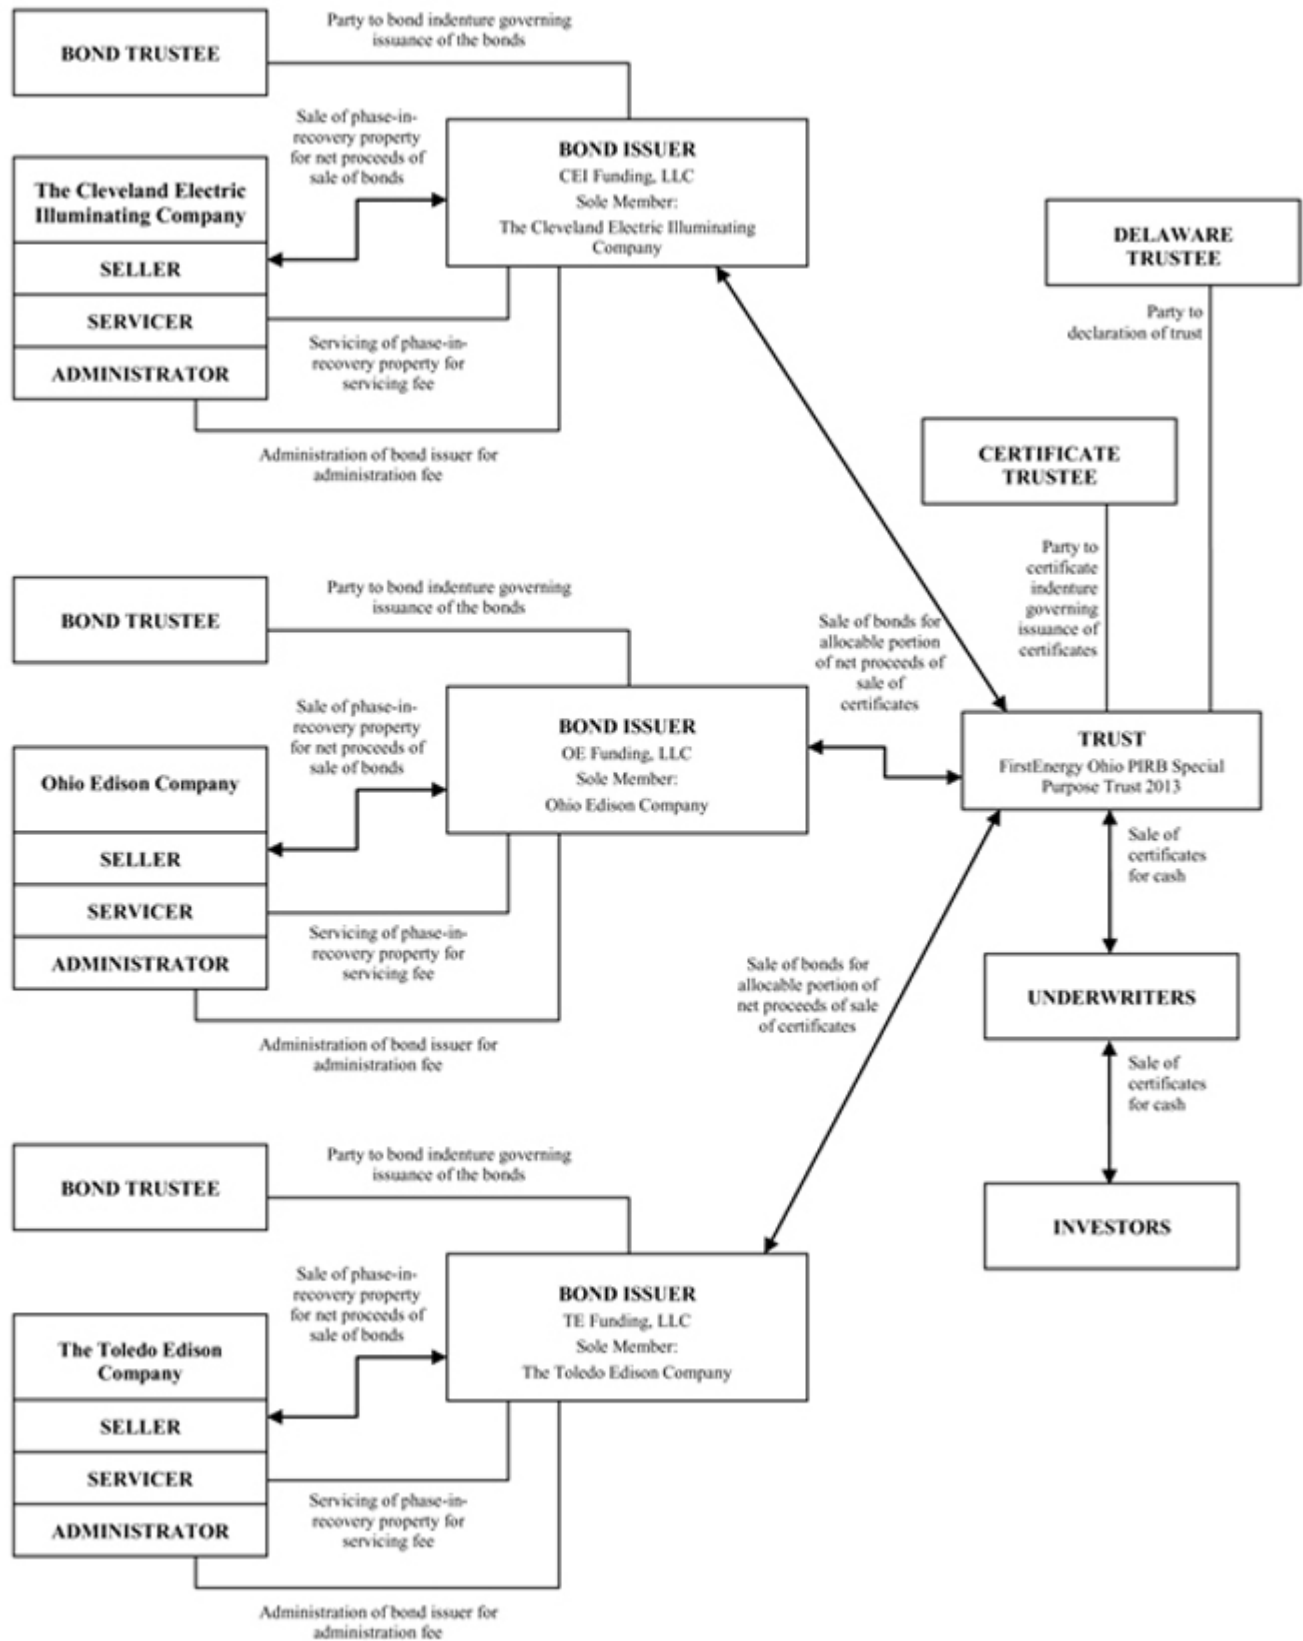 Party to bond indenture governing
issuance of the bonds
BOND TRUSTEE
Sale of phase-in-
recovery property
for net proceeds of
sale of bonds
BOND ISSUER
CEI Funding, LLC
Sole Member:
The Cleveland Electric Illuminating
Company
The Cleveland Electric
Illuminating Company
SELLER
SERVICER
ADMINISTRATOR
Servicing of phase-in-
recovery property for
servicing fee
Administration of bond issuer for
administration fee
DELAWARE
TRUSTEE
Party to
declaration of trust
CERTIFICATE
TRUSTEE
Party to
certificate
indenture
governing
issuance of
certificates
Party to bond indenture governing
issuance of the bonds
BOND TRUSTEE
Sale of bonds for
allocable portion
of net proceeds of
sale of
certificates
Sale of phase-in-
recovery property
for net proceeds of
sale of bonds
BOND ISSUER
OE Funding, LLC
Sole Member:
Ohio Edison Company
Ohio Edison Company
SELLER
SERVICER
ADMINISTRATOR
Servicing of phase-in-
recovery property for
servicing fee
Administration of bond issuer for
administration fee
TRUST
FirstEnergy Ohio PIRB Special
Purpose Trust 2013
Sale of
certificates
for cash
UNDERWRITERS
Sale of
certificates
for cash
INVESTORS
Sale of bonds for
allocable portion of
net proceeds of sale
of certificates
Party to bond indenture governing
issuance of the bonds
BOND TRUSTEE
Sale of phase-in-
recovery property
for net proceeds of
sale of bonds
BOND ISSUER
TE Funding, LLC
Sole Member:
The Toledo Edison Company
The Toledo Edison
Company
SELLER
SERVICER
ADMINISTRATOR
Servicing of phase-in-
recovery property for
servicing fee
Administration of bond issuer for
administration fee